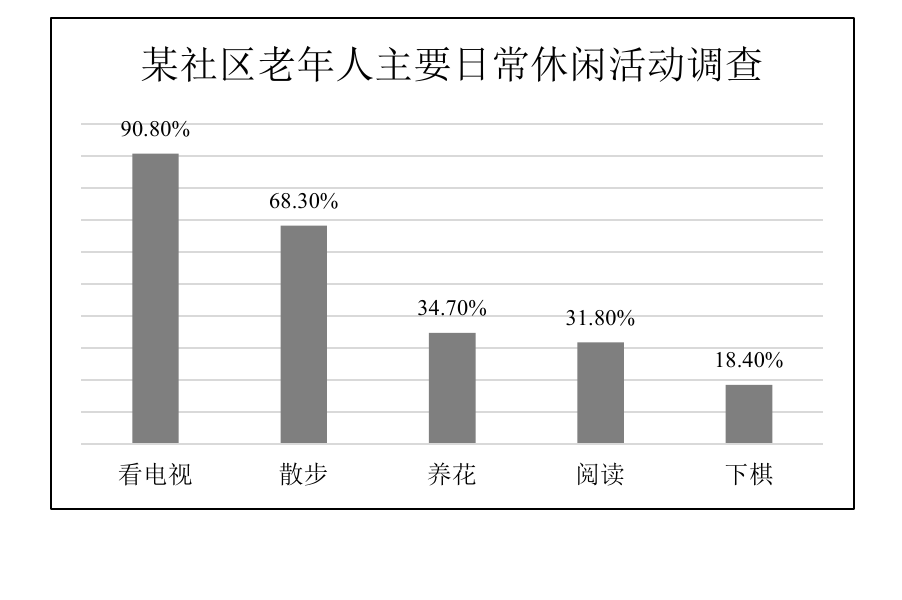 某社区老年人主要日常休闲活动调查
90.80%
68.30%
34.70%
31.80%
18.40%
看电视 散步 养花 阅读 下棋